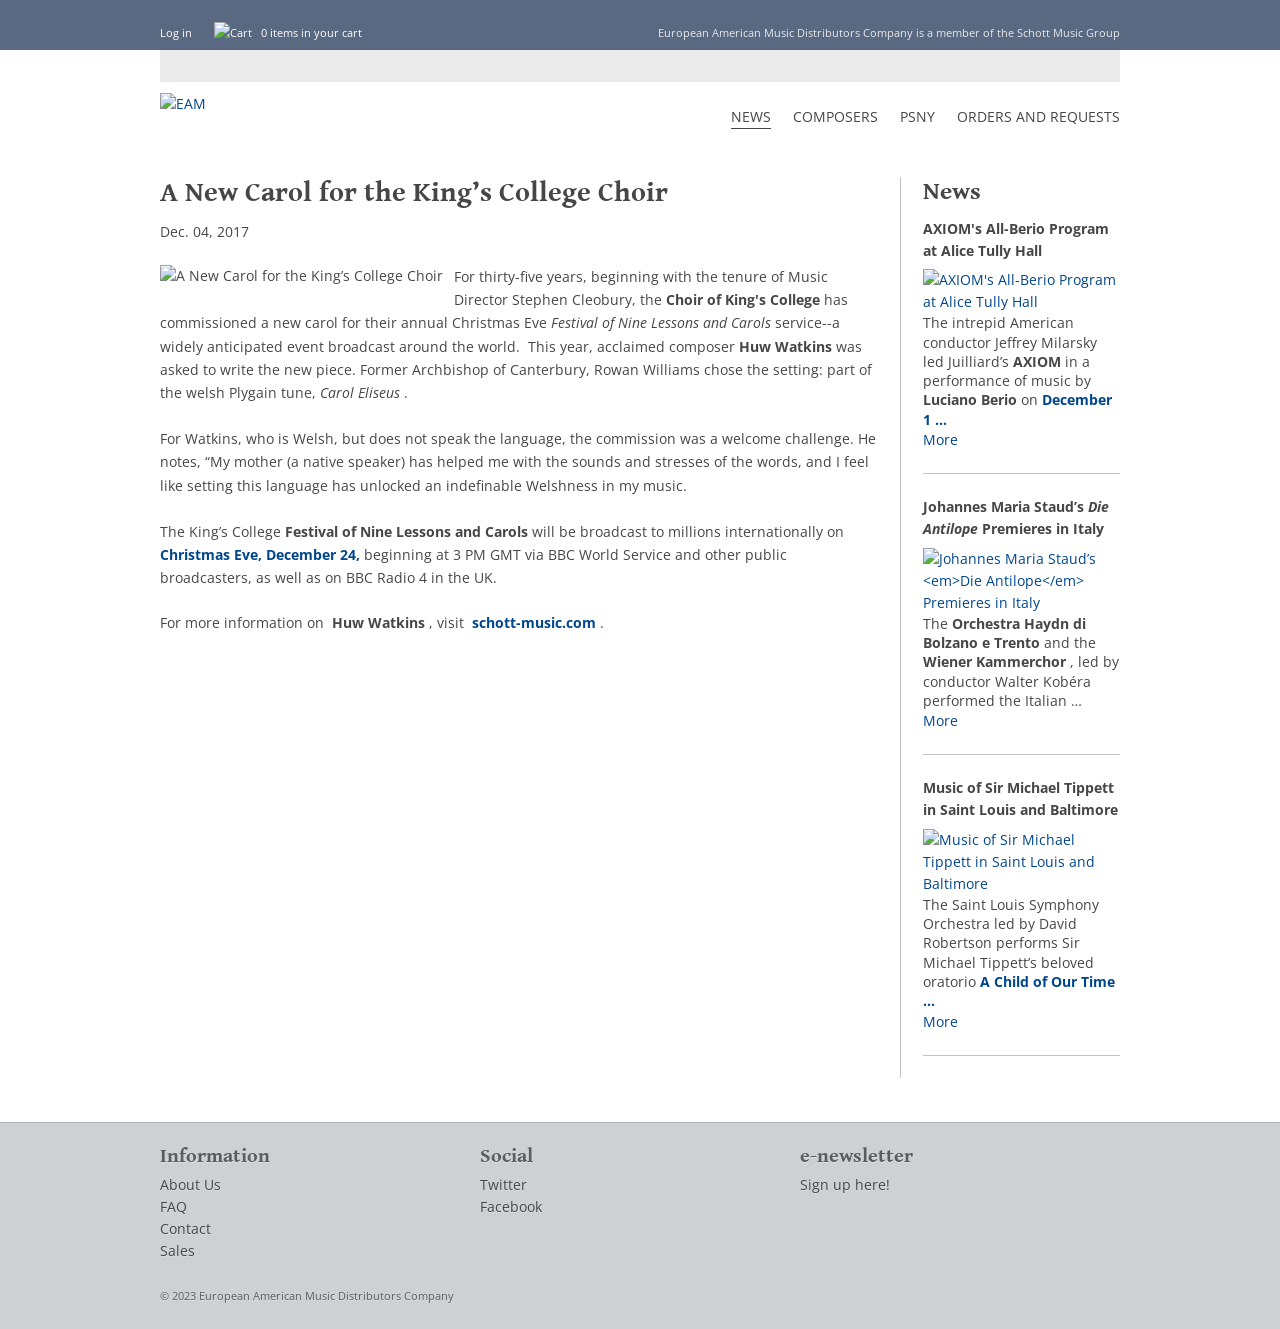 Log in
Cart 0 items in your cart
European American Music Distributors Company is a member of the Schott Music Group
EAM
NEWS COMPOSERS PSNY ORDERS AND REQUESTS
A New Carol for the King’s College Choir
Dec. 04, 2017
A New Carol for the King’s College Choir
For thirty-five years, beginning with the tenure of Music
Director Stephen Cleobury, the Choir of King's College has
commissioned a new carol for their annual Christmas Eve Festival of Nine Lessons and Carols service--a
widely anticipated event broadcast around the world. This year, acclaimed composer Huw Watkins was
asked to write the new piece. Former Archbishop of Canterbury, Rowan Williams chose the setting: part of
the welsh Plygain tune, Carol Eliseus .
For Watkins, who is Welsh, but does not speak the language, the commission was a welcome challenge. He
notes, “My mother (a native speaker) has helped me with the sounds and stresses of the words, and I feel
like setting this language has unlocked an indefinable Welshness in my music.
The King’s College Festival of Nine Lessons and Carols will be broadcast to millions internationally on
Christmas Eve, December 24, beginning at 3 PM GMT via BBC World Service and other public
broadcasters, as well as on BBC Radio 4 in the UK.
For more information on Huw Watkins , visit schott-music.com .
News
AXIOM's All-Berio Program
at Alice Tully Hall
AXIOM's All-Berio Program
at Alice Tully Hall
The intrepid American
conductor Jeffrey Milarsky
led Juilliard’s AXIOM in a
performance of music by
Luciano Berio on December
1 ...
More
Johannes Maria Staud’s Die
Antilope Premieres in Italy
Johannes Maria Staud’s
<em>Die Antilope</em>
Premieres in Italy
The Orchestra Haydn di
Bolzano e Trento and the
Wiener Kammerchor , led by
conductor Walter Kobéra
performed the Italian ...
More
Music of Sir Michael Tippett
in Saint Louis and Baltimore
Music of Sir Michael
Tippett in Saint Louis and
Baltimore
The Saint Louis Symphony
Orchestra led by David
Robertson performs Sir
Michael Tippett’s beloved
oratorio A Child of Our Time
...
More
Information
About Us
FAQ
Contact
Sales
Social
Twitter
Facebook
e-newsletter
Sign up here!
© 2023 European American Music Distributors Company